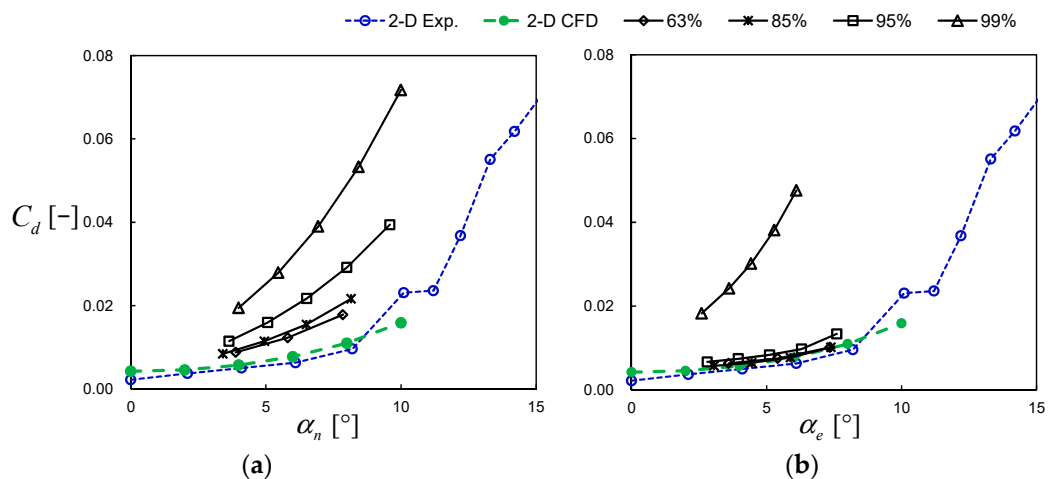 2-D Exp. 2-D CFD 63% 85% 95% 99%
0.08 0.08
0.06 0.06
C_d [−] 0.04 0.04
0.02 0.02
0.00 0.00
0 5 10 15 0 5 10 15
α_n [°] α_e [°]
(a) (b)